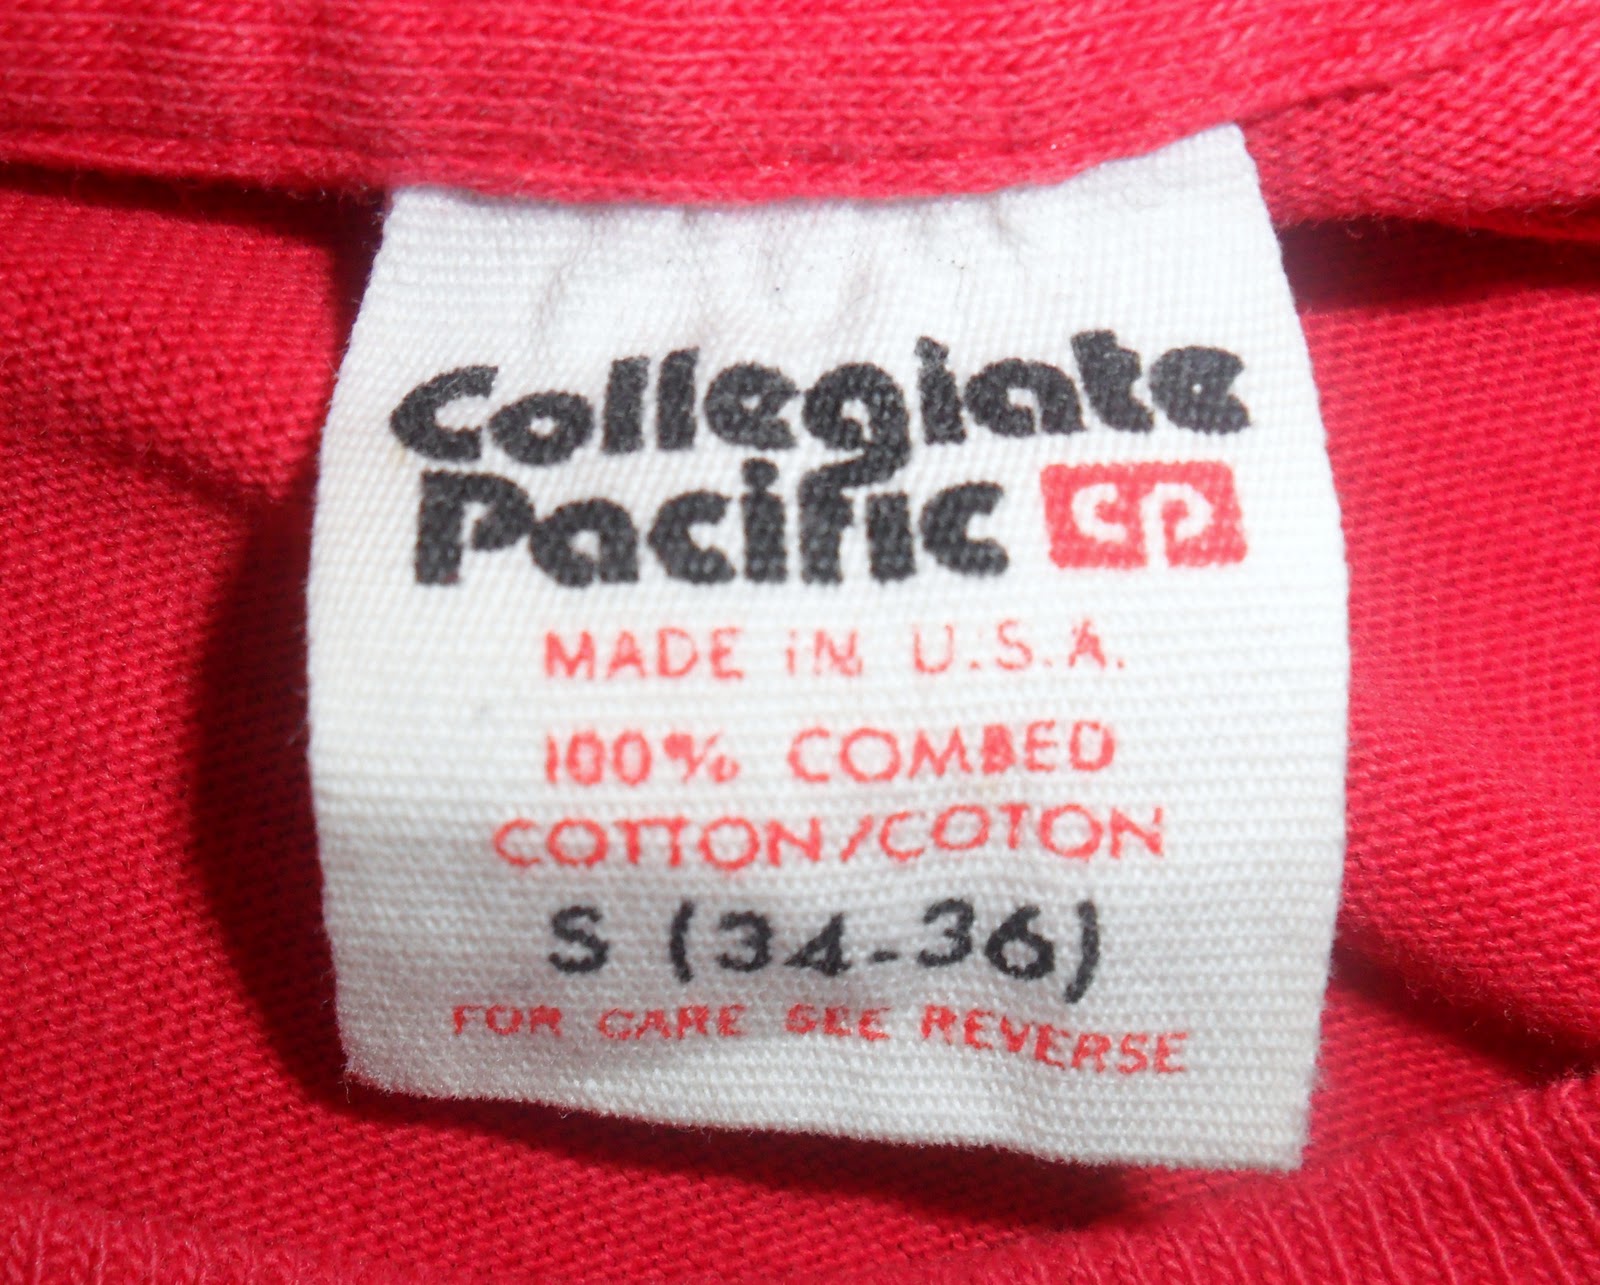 Collegiate
Pacific CP
MADE iN U.S.A.
100% COMBED
COTTON/COTON
S (34-36)
FOR CARE SEE REVERSE